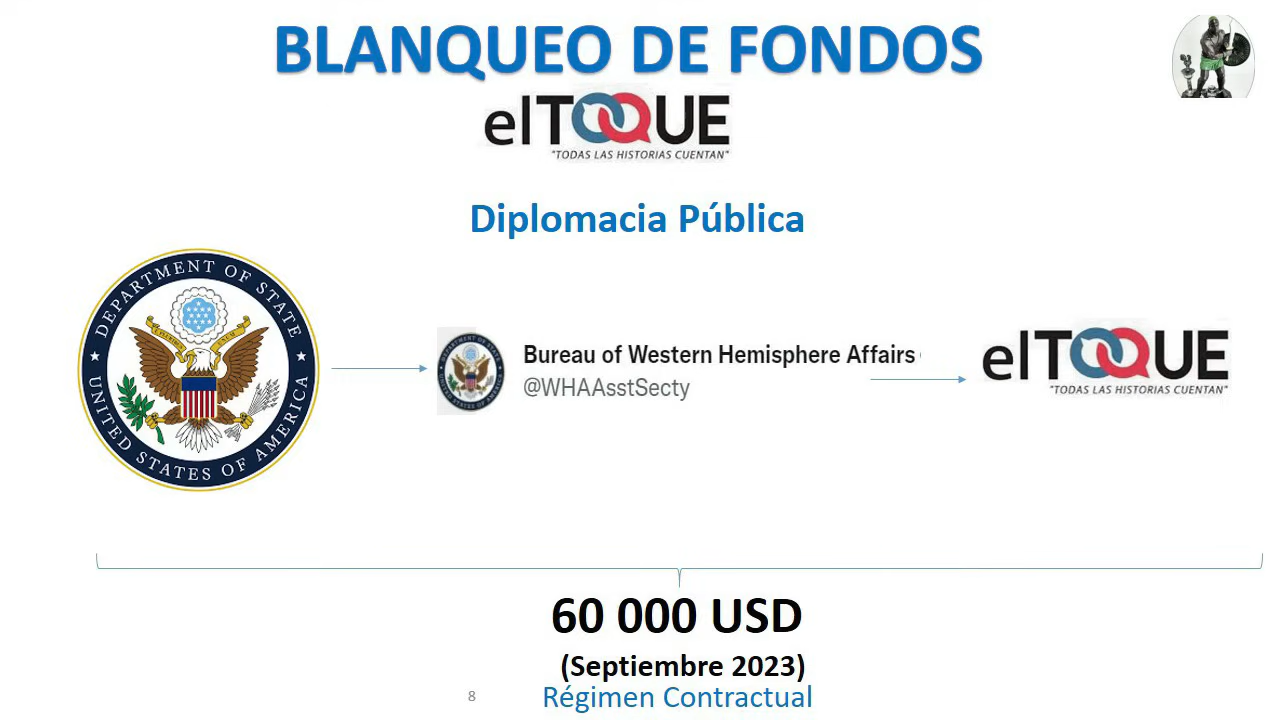 BLANQUEO DE FONDOS
elTOQUE
"TODAS LAS HISTORIAS CUENTAN"
Diplomacia Pública
DEPARTMENT OF STATE
UNITED STATES OF AMERICA
Bureau of Western Hemisphere Affairs
@WHAAsstSecty
elTOQUE
"TODAS LAS HISTORIAS CUENTAN"
60 000 USD
(Septiembre 2023)
8
Régimen Contractual